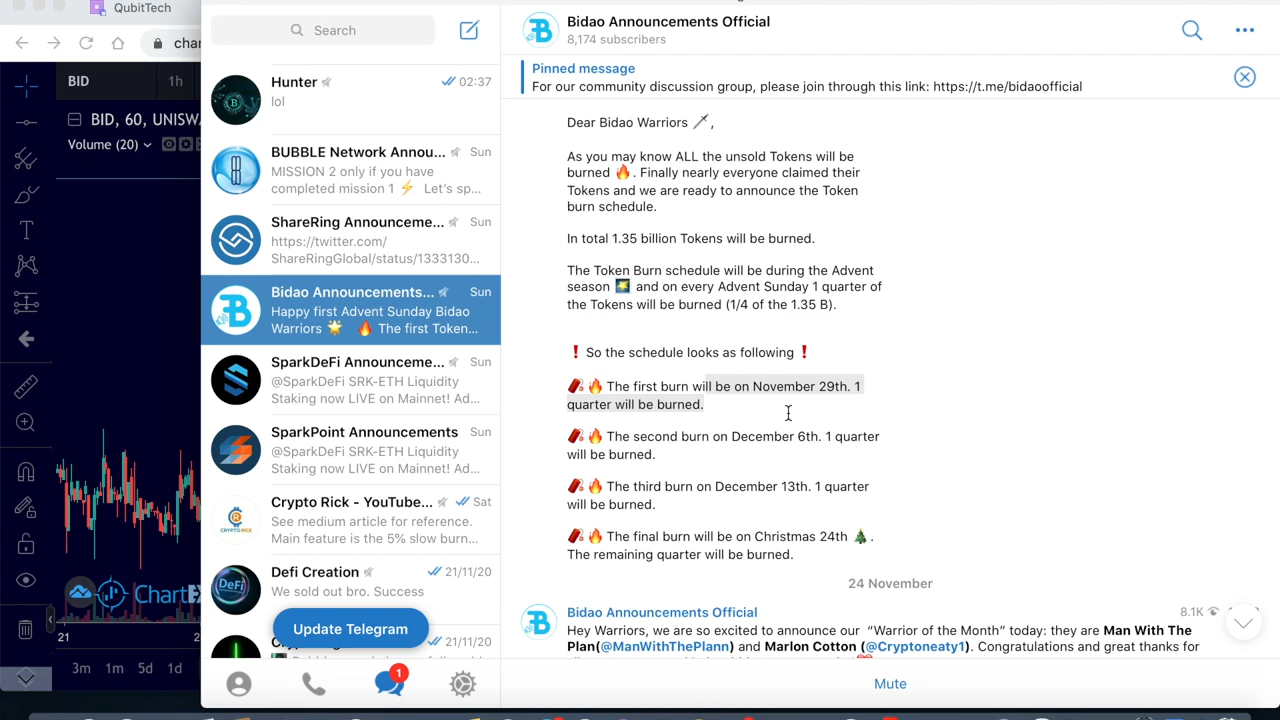 QubitTech
char
BID
1h
BID, 60, UNISWA
Volume (20)
Chart
21
3m 1m 5d 1d
Search
Hunter
02:37
lol
BUBBLE Network Annou...
Sun
MISSION 2 only if you have
completed mission 1 ⚡ Let's sp...
ShareRing Announceme...
Sun
https://twitter.com/
ShareRingGlobal/status/1333130...
Bidao Announcements...
Sun
Happy first Advent Sunday Bidao
Warriors 🌟 🔥 The first Token...
SparkDeFi Announceme...
Sun
@SparkDeFi SRK-ETH Liquidity
Staking now LIVE on Mainnet! Ad...
SparkPoint Announcements
Sun
@SparkDeFi SRK-ETH Liquidity
Staking now LIVE on Mainnet! Ad...
Crypto Rick - YouTube...
Sat
CRYPTO RICK
See medium article for reference.
Main feature is the 5% slow burn...
Defi Creation
21/11/20
DeFi
We sold out bro. Success
21/11/20
Update Telegram
1
Bidao Announcements Official
8,174 subscribers
Pinned message
For our community discussion group, please join through this link: https://t.me/bidaoofficial
Dear Bidao Warriors 🗡️,
As you may know ALL the unsold Tokens will be
burned 🔥. Finally nearly everyone claimed their
Tokens and we are ready to announce the Token
burn schedule.
In total 1.35 billion Tokens will be burned.
The Token Burn schedule will be during the Advent
season 🌠 and on every Advent Sunday 1 quarter of
the Tokens will be burned (1/4 of the 1.35 B).
❗ So the schedule looks as following ❗
🧨🔥 The first burn will be on November 29th. 1
quarter will be burned.
🧨🔥 The second burn on December 6th. 1 quarter
will be burned.
🧨🔥 The third burn on December 13th. 1 quarter
will be burned.
🧨🔥 The final burn will be on Christmas 24th 🎄.
The remaining quarter will be burned.
24 November
Bidao Announcements Official
8.1K
Hey Warriors, we are so excited to announce our "Warrior of the Month" today: they are Man With The
Plan(@ManWithThePlann) and Marlon Cotton (@Cryptoneaty1). Congratulations and great thanks for
Mute